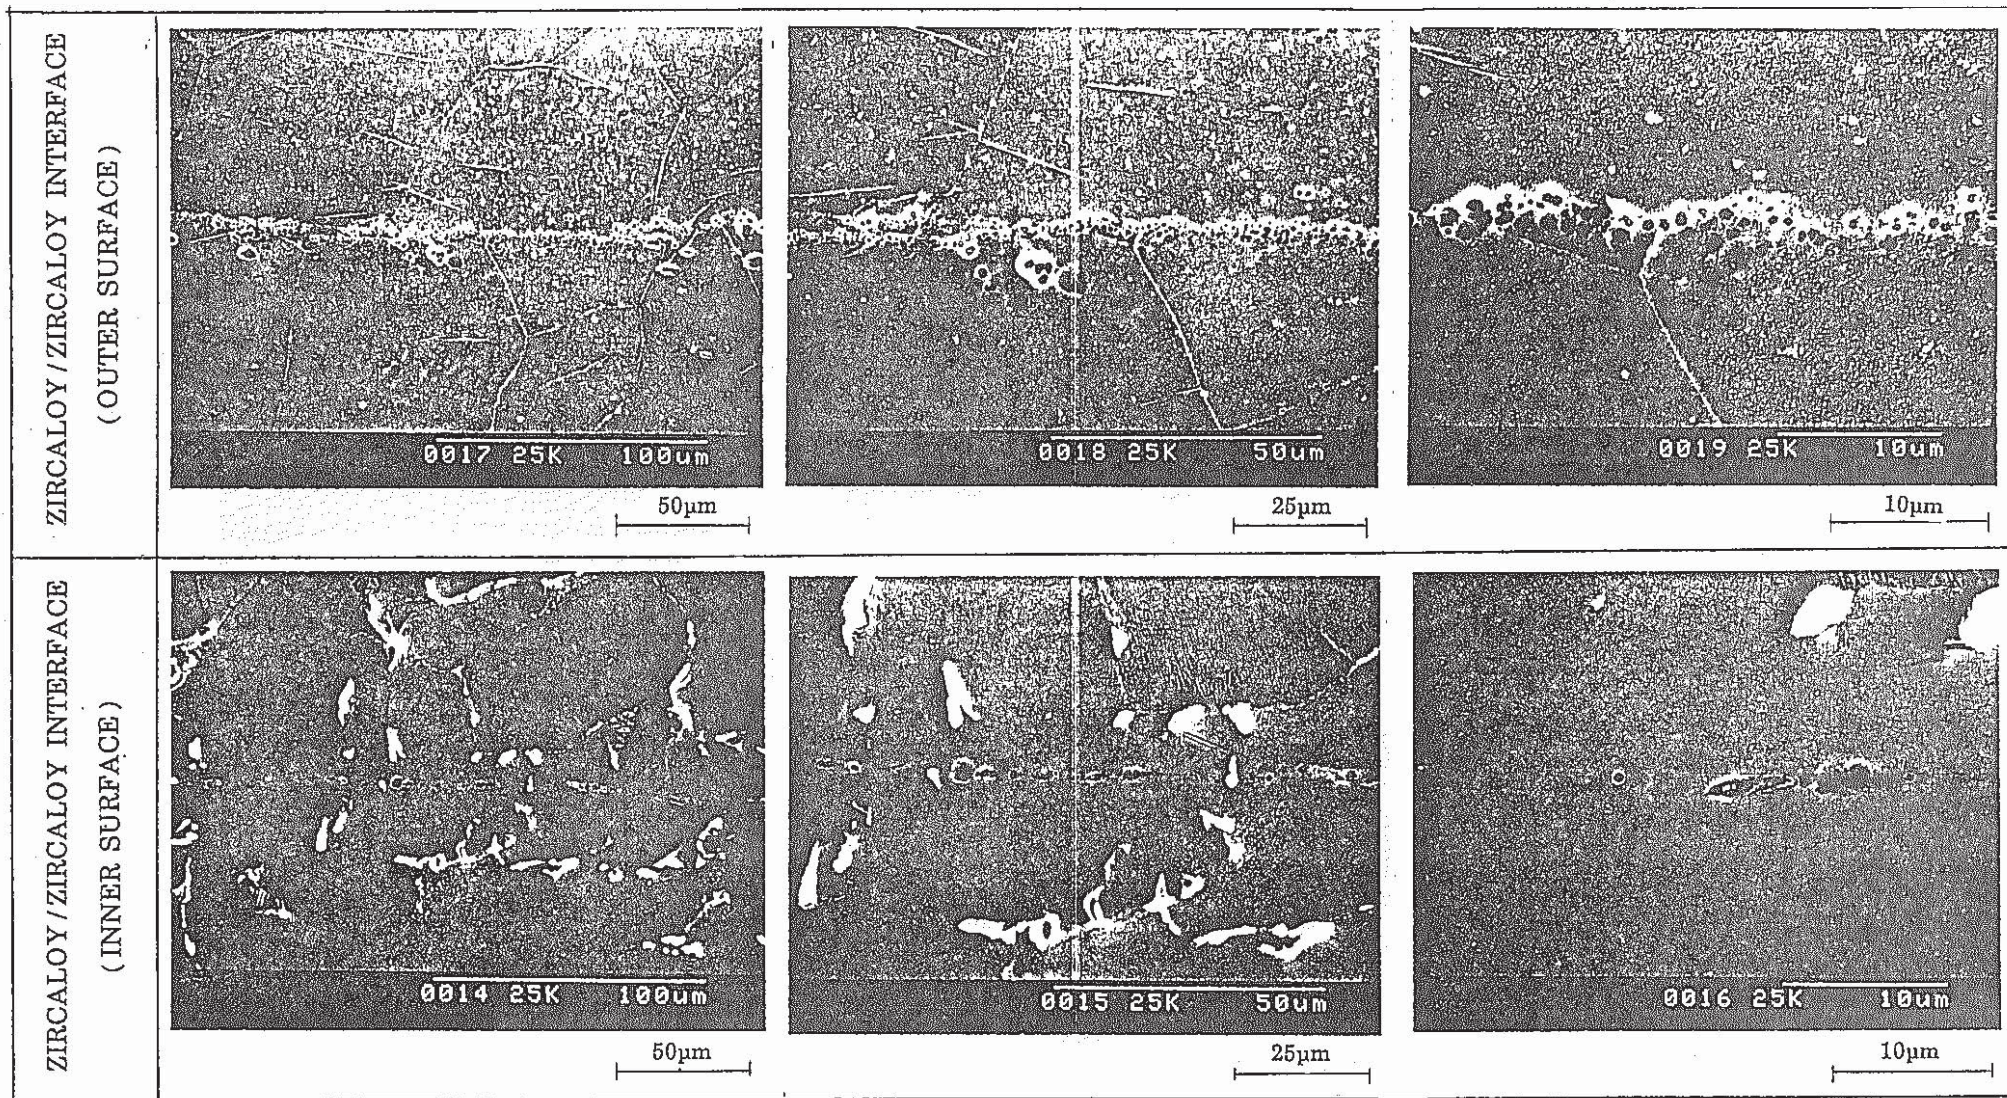 ZIRCALOY/ZIRCALOY INTERFACE
(OUTER SURFACE)
0017 25K 100um
50µm
0018 25K 50um
25µm
0019 25K 10um
10µm
ZIRCALOY/ZIRCALOY INTERFACE
(INNER SURFACE)
0014 25K 100um
50µm
0015 25K 50um
25µm
0016 25K 10um
10µm